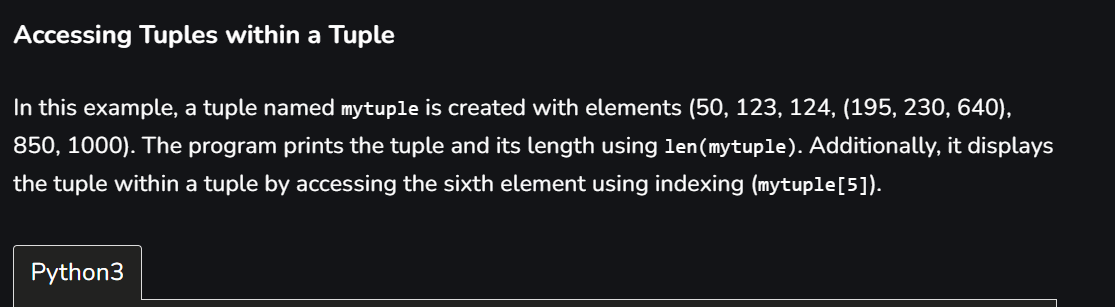 Accessing Tuples within a Tuple
In this example, a tuple named mytuple is created with elements (50, 123, 124, (195, 230, 640),
850, 1000). The program prints the tuple and its length using len(mytuple). Additionally, it displays
the tuple within a tuple by accessing the sixth element using indexing (mytuple[5]).
Python3